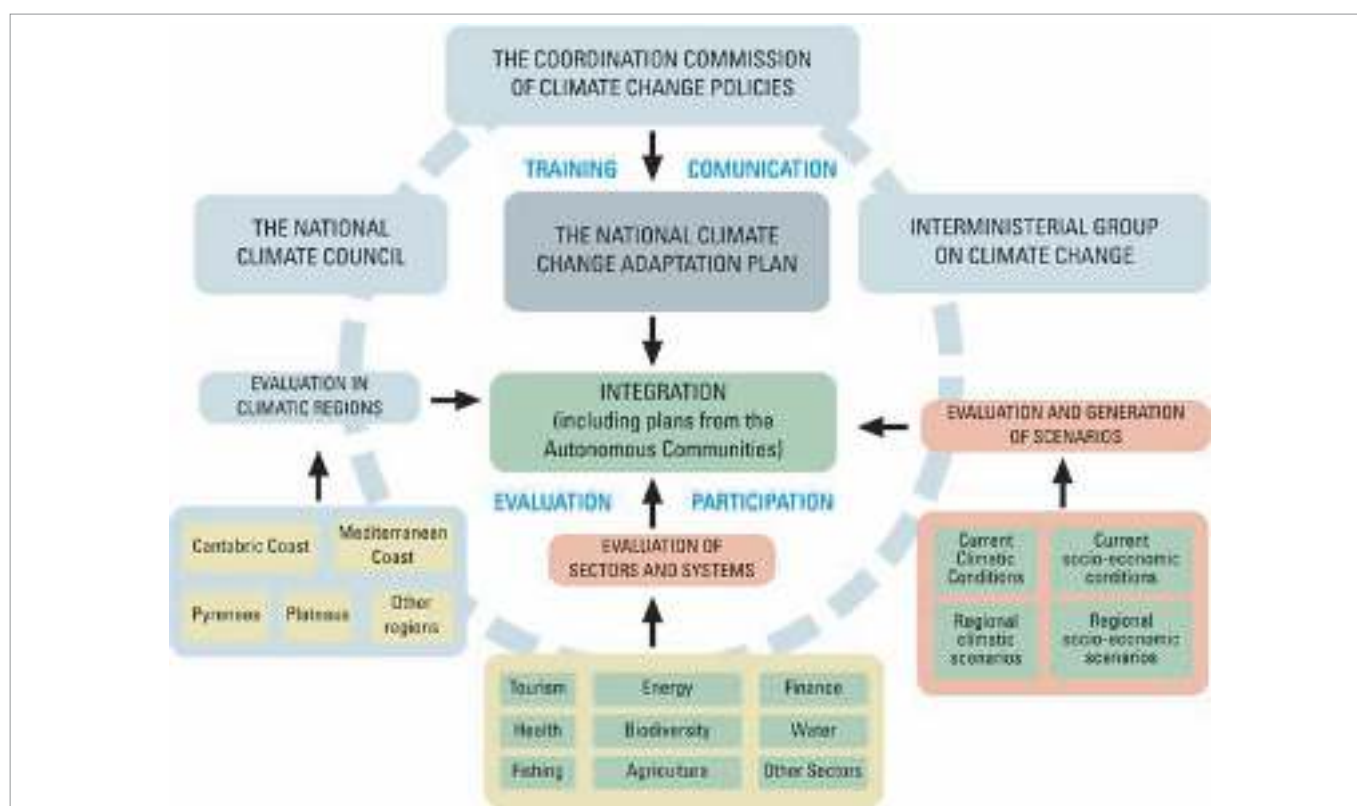 THE COORDINATION COMMISSION
OF CLIMATE CHANGE POLICIES
TRAINING
COMUNICATION
THE NATIONAL
CLIMATE COUNCIL
THE NATIONAL CLIMATE
CHANGE ADAPTATION PLAN
INTERMINISTERIAL GROUP
ON CLIMATE CHANGE
EVALUATION IN
CLIMATIC REGIONS
INTEGRATION
(including plans from the
Autonomous Communities)
EVALUATION AND GENERATION
OF SCENARIOS
EVALUATION
PARTICIPATION
Cantabric Coast
Mediterranean
Coast
Pyrenees
Plateaus
Other
regions
EVALUATION OF
SECTORS AND SYSTEMS
Current
Climatic
Conditions
Current
socio-economic
conditions
Regional
climatic
scenarios
Regional
socio-economic
scenarios
Tourism
Energy
Finance
Health
Biodiversity
Water
Fishing
Agricultura
Other Sectors